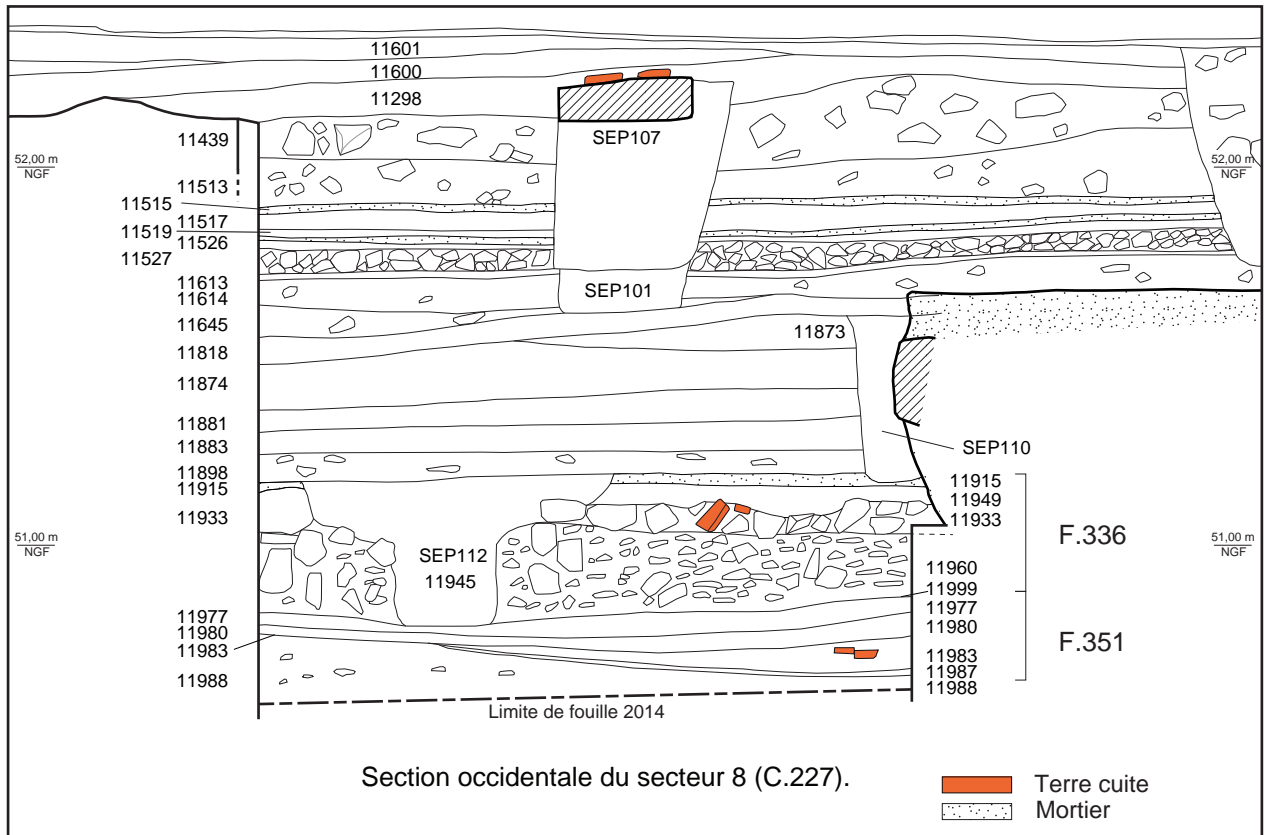 11601
11600
11298
SEP107
11439
52,00 m
NGF
52,00 m
NGF
11513
11515
11517
11519
11526
11527
11613
SEP101
11614
11645
11873
11818
11874
11881
11883
SEP110
11898
11915
11915
11949
11933
11933
F.336
51,00 m
NGF
51,00 m
NGF
SEP112
11945
11960
11999
11977
11977
11980
11980
F.351
11983
11983
11987
11988
11988
Limite de fouille 2014
Section occidentale du secteur 8 (C.227).
Terre cuite
Mortier